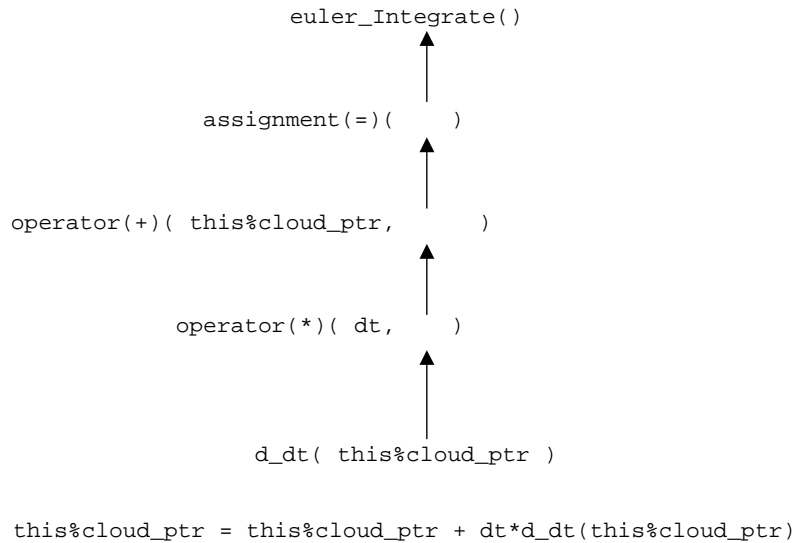 euler_Integrate()
assignment(=)( )
operator(+)( this%cloud_ptr, )
operator(*)( dt, )
d_dt( this%cloud_ptr )
this%cloud_ptr = this%cloud_ptr + dt*d_dt(this%cloud_ptr)